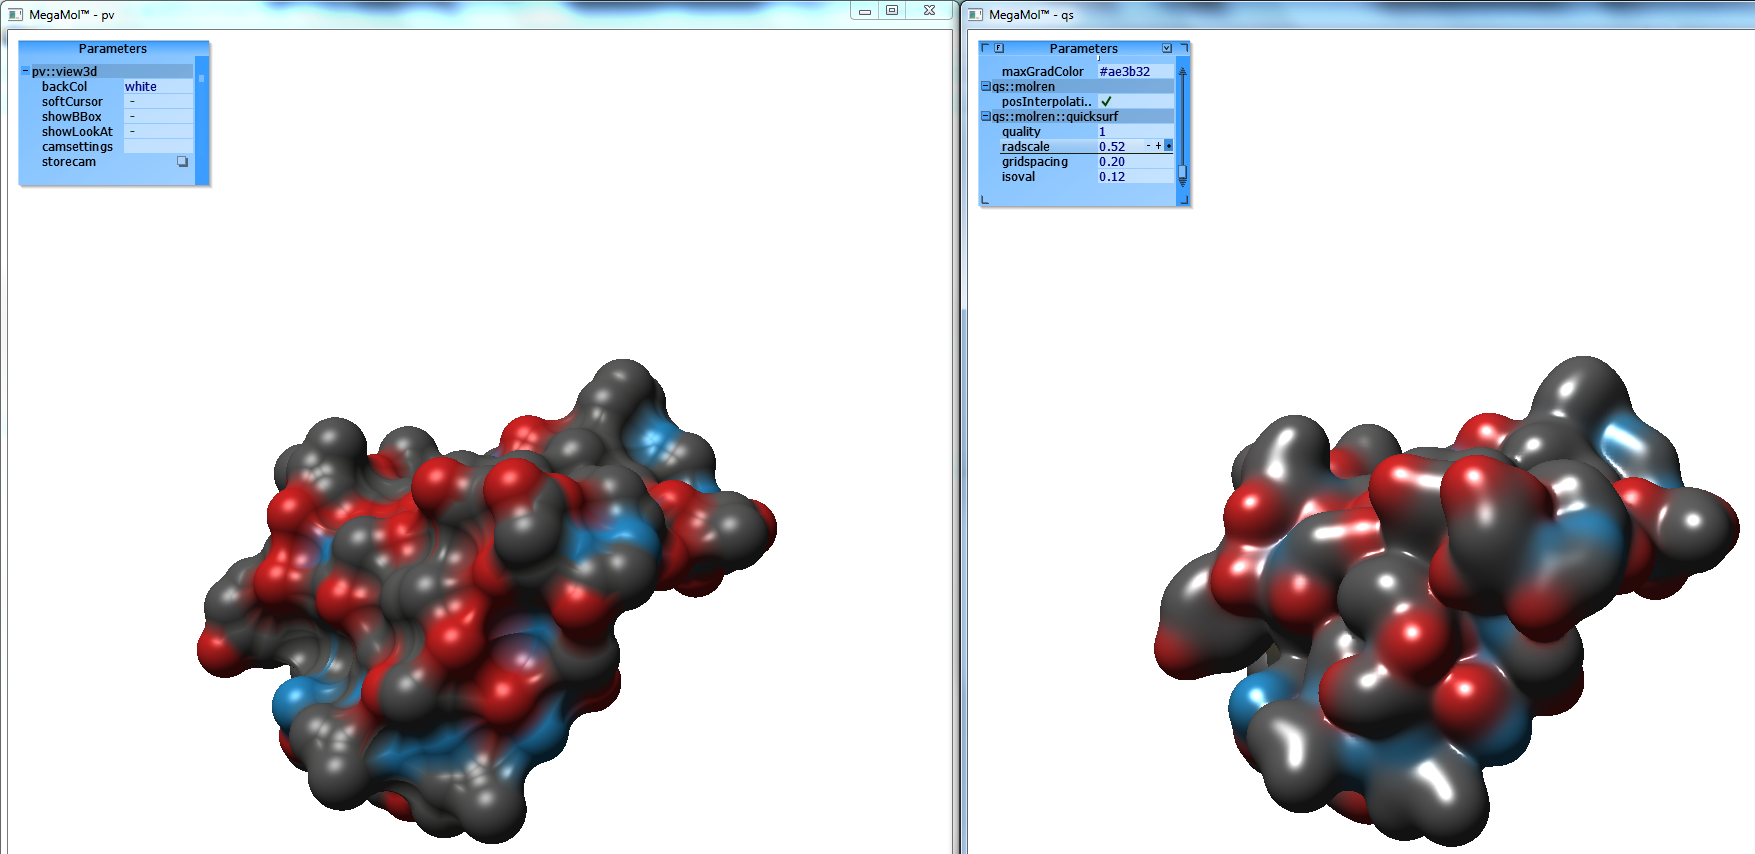 MegaMol™ - pv
Parameters
pv::view3d
backCol white
softCursor -
showBBox -
showLookAt -
camsettings
storecam
MegaMol™ - qs
F Parameters
maxGradColor #ae3b32
qs::molren
posInterpolati.. ✓
qs::molren::quicksurf
quality 1
radscale 0.52 - +
gridspacing 0.20
isoval 0.12